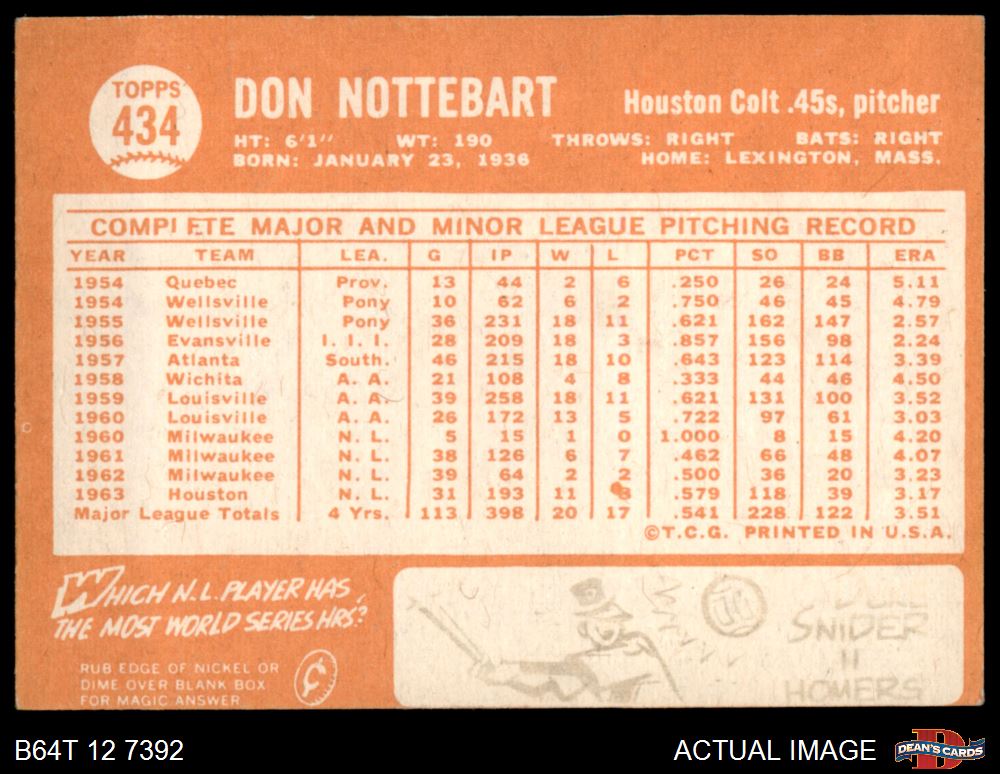 TOPPS
434
DON NOTTEBART
Houston Colt .45s, pitcher
HT: 6'1" WT: 190 THROWS: RIGHT BATS: RIGHT
BORN: JANUARY 23, 1936 HOME: LEXINGTON, MASS.
COMPLETE MAJOR AND MINOR LEAGUE PITCHING RECORD
YEAR TEAM LEA. G IP W L PCT SO BB ERA
1954 Quebec Prov. 13 44 2 6 .250 26 24 5.11
1954 Wellsville Pony 10 62 6 2 .750 46 45 4.79
1955 Wellsville Pony 36 231 18 11 .621 162 147 2.57
1956 Evansville I. I. I. 28 209 18 3 .857 156 98 2.24
1957 Atlanta South. 46 215 18 10 .643 123 114 3.39
1958 Wichita A. A. 21 108 4 8 .333 44 46 4.50
1959 Louisville A. A. 39 258 18 11 .621 131 100 3.52
1960 Louisville A. A. 26 172 13 5 .722 97 61 3.03
1960 Milwaukee N. L. 5 15 1 0 1.000 8 15 4.20
1961 Milwaukee N. L. 38 126 6 7 .462 66 48 4.07
1962 Milwaukee N. L. 39 64 2 2 .500 36 20 3.23
1963 Houston N. L. 31 193 11 8 .579 118 39 3.17
Major League Totals 4 Yrs. 113 398 20 17 .541 228 122 3.51
©T.C.G. PRINTED IN U.S.A.
WHICH N.L. PLAYER HAS
THE MOST WORLD SERIES HRS?
RUB EDGE OF NICKEL OR
DIME OVER BLANK BOX
FOR MAGIC ANSWER
SNIDER
11
HOMERS
B64T 12 7392
ACTUAL IMAGE
DEAN'S CARDS